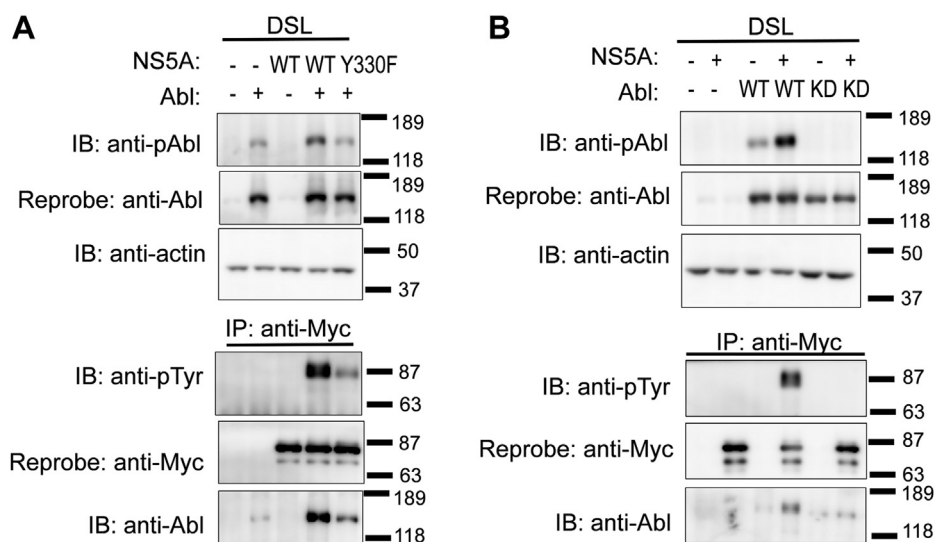 A
DSL
NS5A: - - WT WT Y330F
Abl: - + - + +
IB: anti-pAbl
189
118
Reprobe: anti-Abl
189
118
IB: anti-actin
50
37
IP: anti-Myc
IB: anti-pTyr
87
63
Reprobe: anti-Myc
87
63
IB: anti-Abl
189
118
B
DSL
NS5A: - + - + - +
Abl: - - WT WT KD KD
IB: anti-pAbl
189
118
Reprobe: anti-Abl
189
118
IB: anti-actin
50
37
IP: anti-Myc
IB: anti-pTyr
87
63
Reprobe: anti-Myc
87
63
IB: anti-Abl
189
118